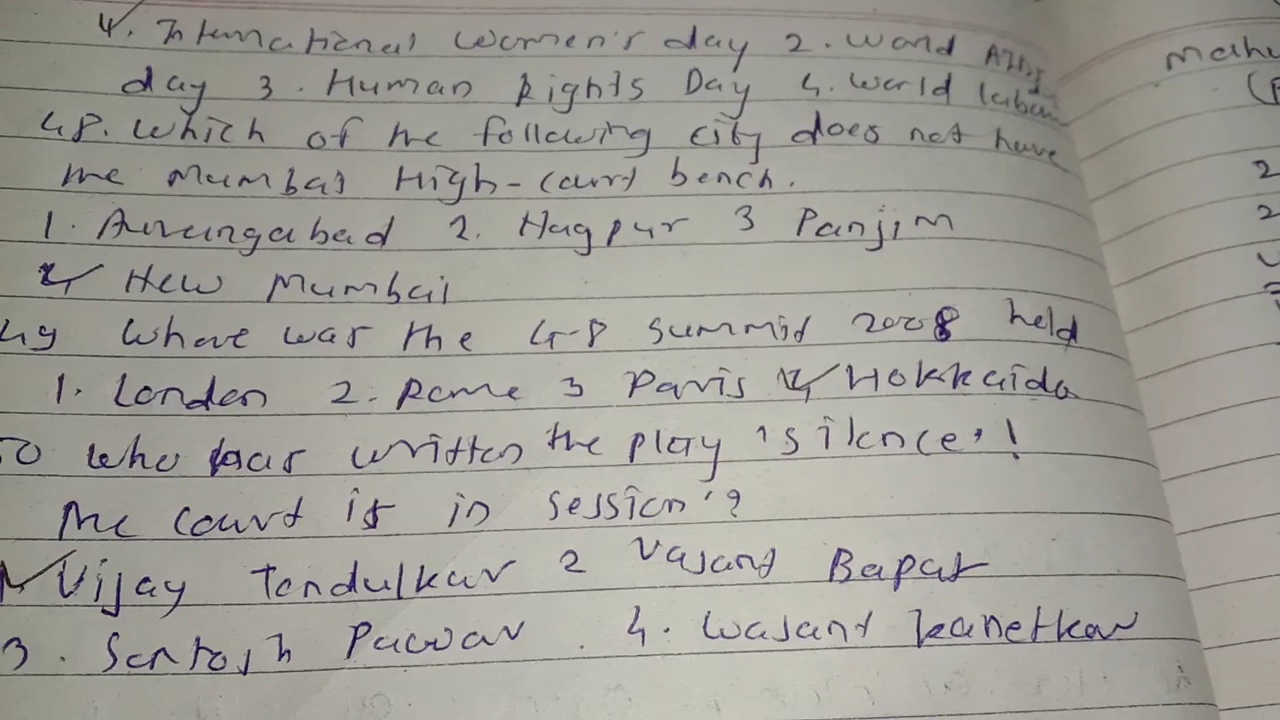 4. International women's day 2. world AIDS
day 3. Human Rights Day 4. world labour
48. which of the following city does not have
the Mumbai High-court bench.
1. Aurangabad 2. Nagpur 3 Panjim
4 New Mumbai
49 where was the G-8 summit 2008 held
1. London 2. Rome 3 Paris 4 Hokkaido
50 who has written the play 'silence'!
the court is in session'?
1 Vijay Tendulkar 2 Vasant Bapat
3. Santosh Pawar 4. Wasant kanetkar
2
2